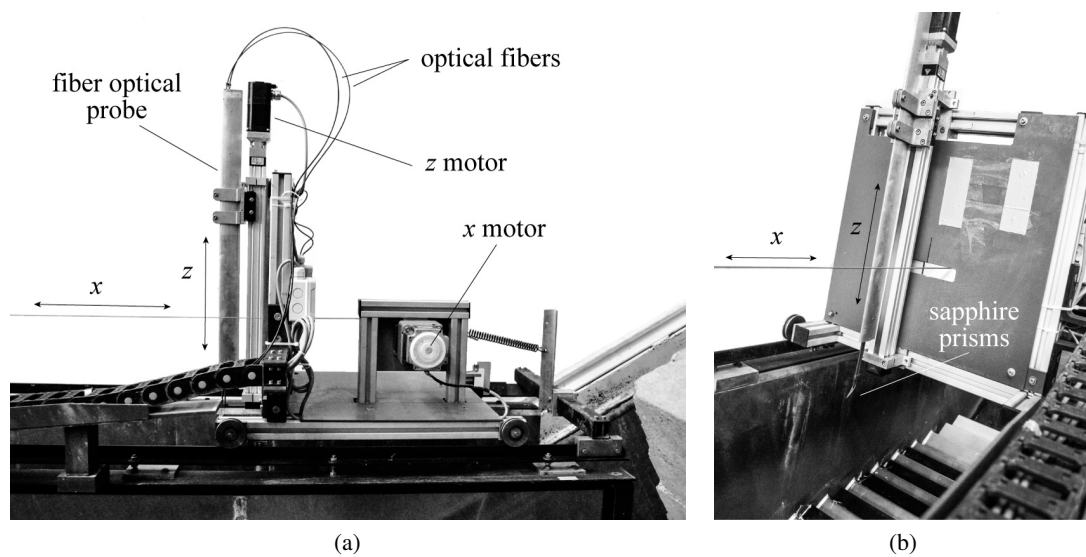 optical fibers
fiber optical
probe
z motor
x motor
z
x
x
z
sapphire
prisms
(a)
(b)